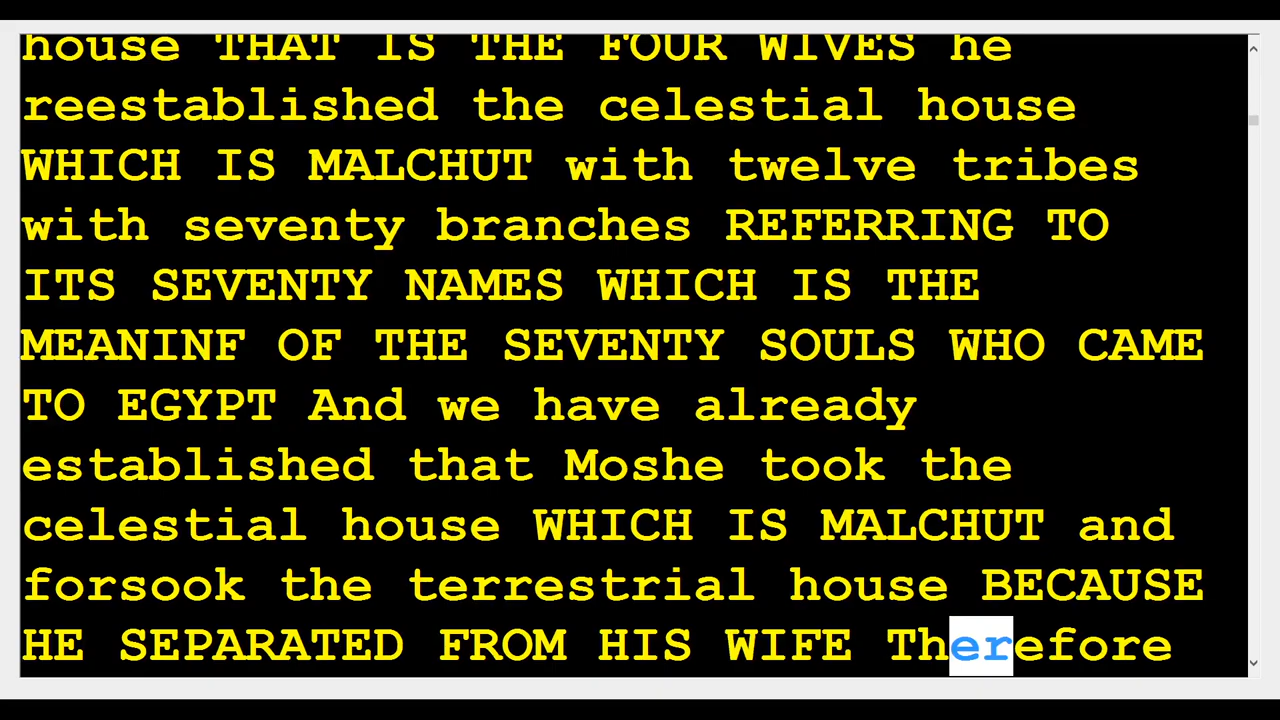 house THAT IS THE FOUR WIVES he
reestablished the celestial house
WHICH IS MALCHUT with twelve tribes
with seventy branches REFERRING TO
ITS SEVENTY NAMES WHICH IS THE
MEANINF OF THE SEVENTY SOULS WHO CAME
TO EGYPT And we have already
established that Moshe took the
celestial house WHICH IS MALCHUT and
forsook the terrestrial house BECAUSE
HE SEPARATED FROM HIS WIFE Therefore